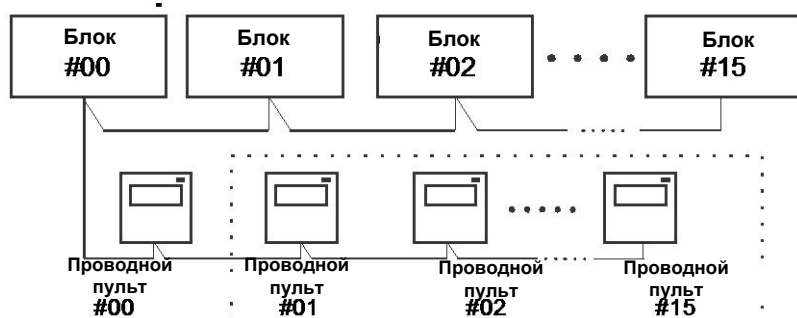 Блок
#00
Блок
#01
Блок
#02
Блок
#15
Проводной
пульт
#00
Проводной
пульт
#01
Проводной
пульт
#02
Проводной
пульт
#15